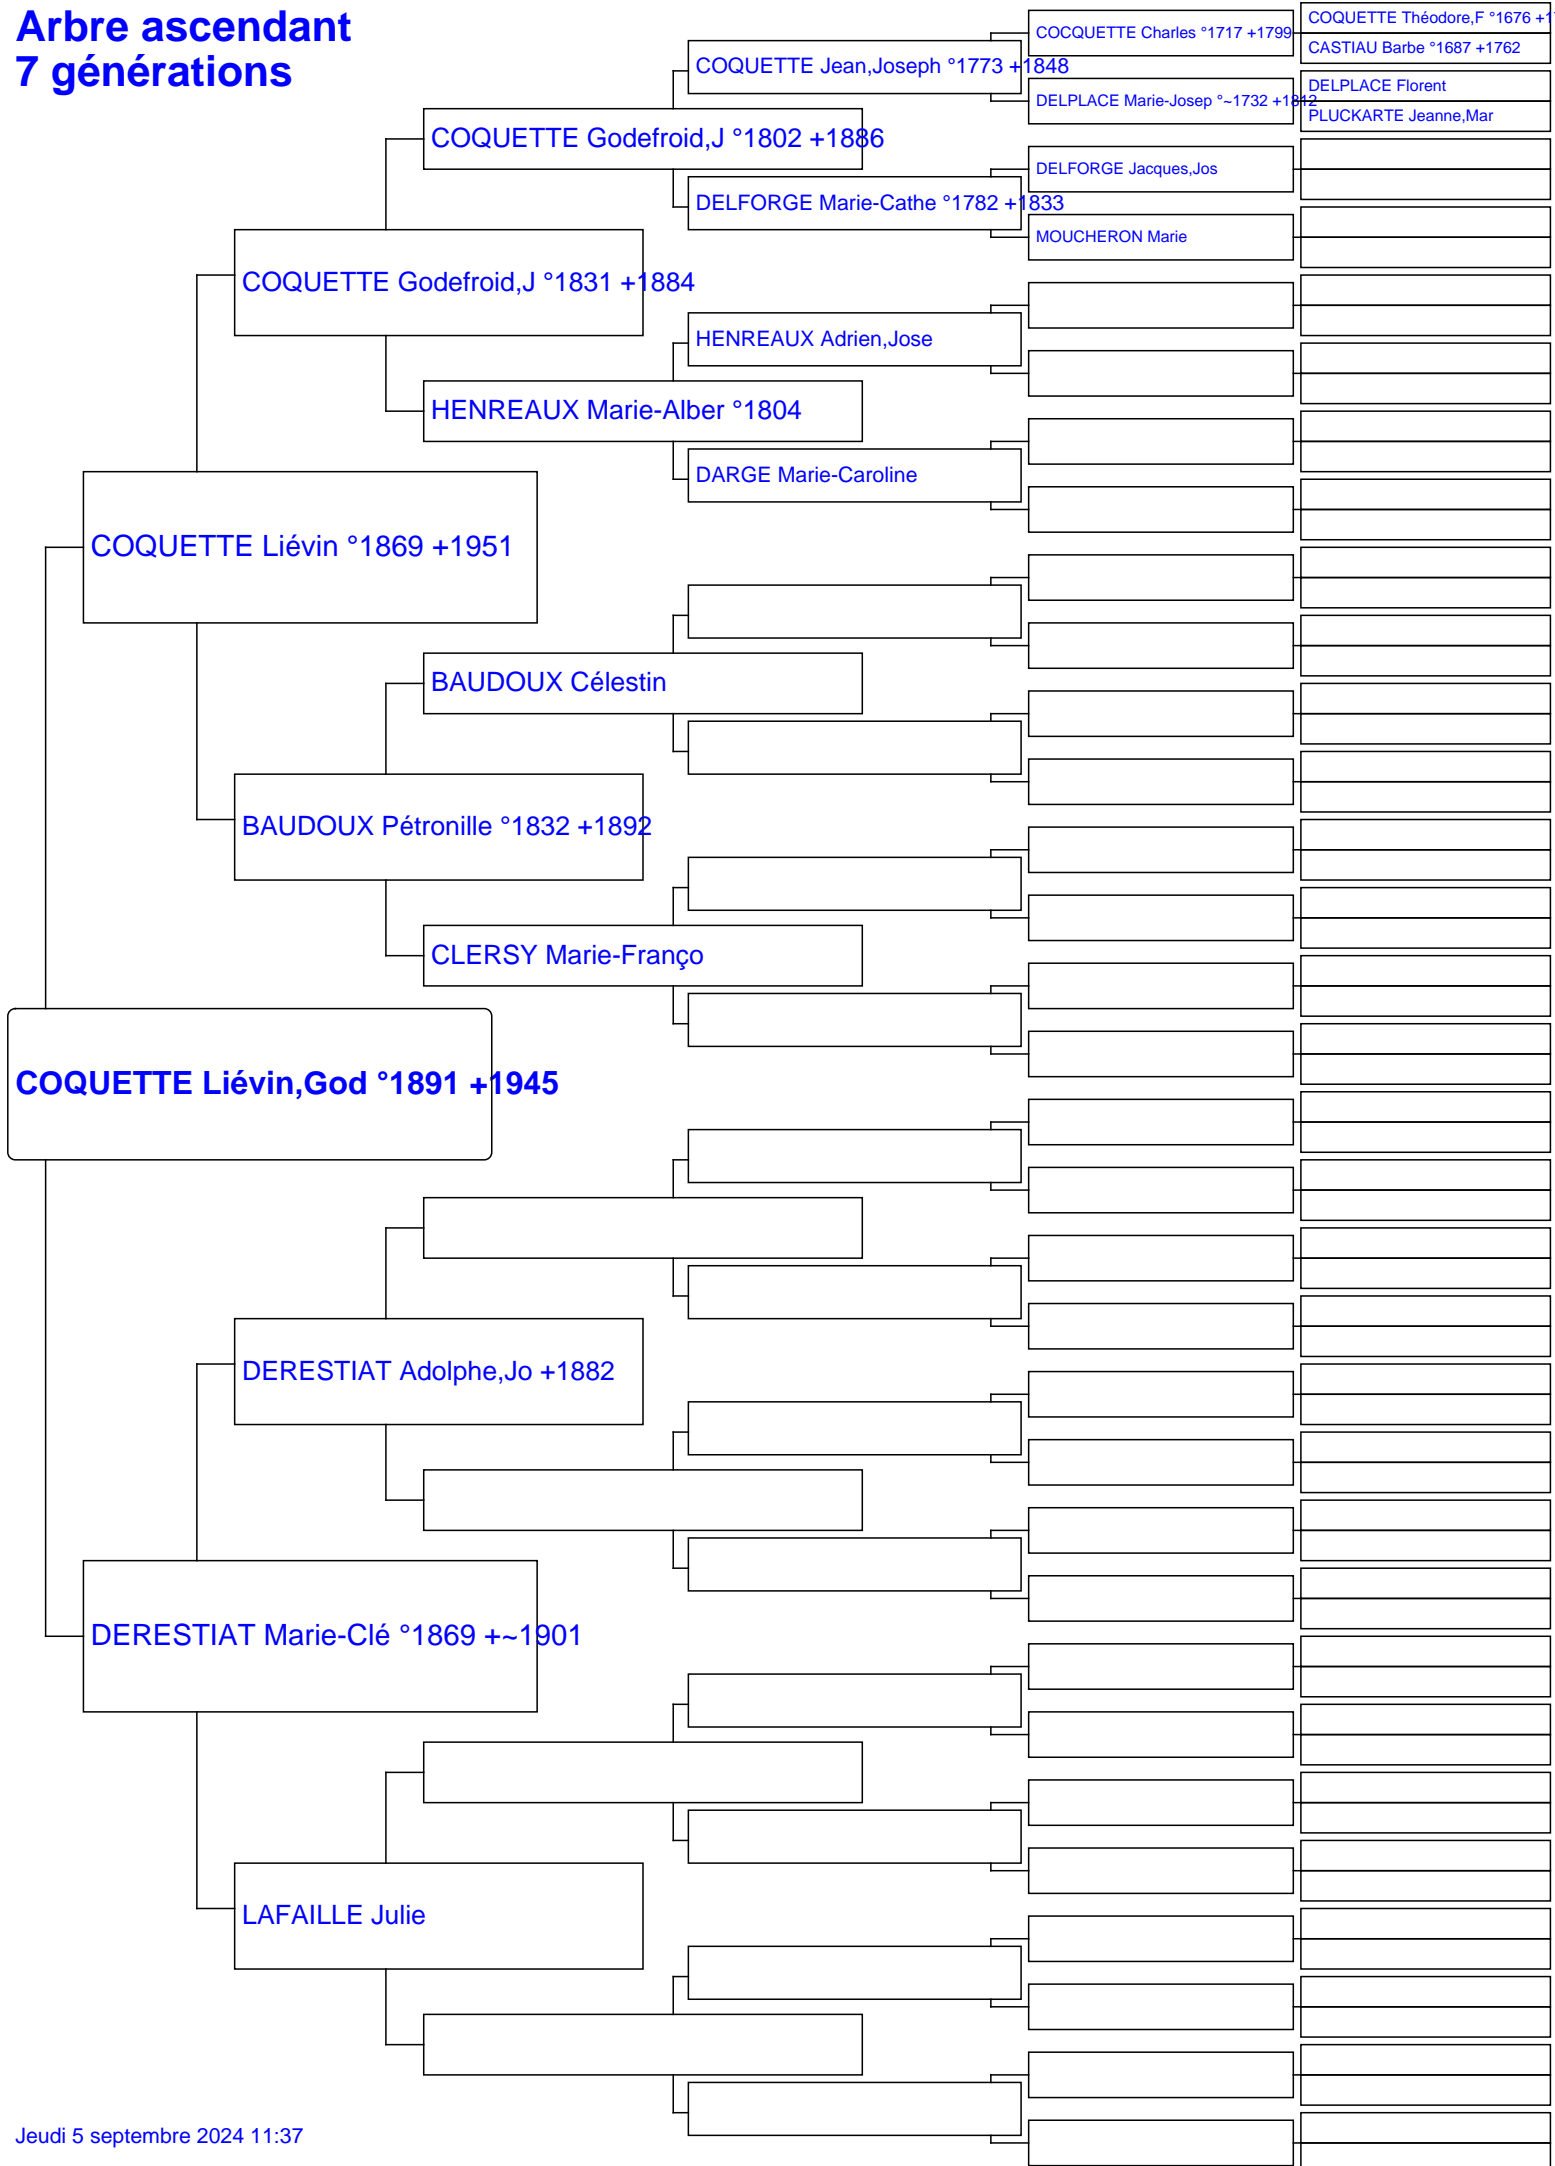 Arbre ascendant
7 générations
COQUETTE Théodore,F °1676 +1
COCQUETTE Charles °1717 +1799
CASTIAU Barbe °1687 +1762
COQUETTE Jean,Joseph °1773 +1848
DELPLACE Florent
DELPLACE Marie-Josep °~1732 +1812
PLUCKARTE Jeanne,Mar
COQUETTE Godefroid,J °1802 +1886
DELFORGE Jacques,Jos
DELFORGE Marie-Cathe °1782 +1833
MOUCHERON Marie
COQUETTE Godefroid,J °1831 +1884
HENREAUX Adrien,Jose
HENREAUX Marie-Alber °1804
DARGE Marie-Caroline
COQUETTE Liévin °1869 +1951
BAUDOUX Célestin
BAUDOUX Pétronille °1832 +1892
CLERSY Marie-Franço
COQUETTE Liévin,God °1891 +1945
DERESTIAT Adolphe,Jo +1882
DERESTIAT Marie-Clé °1869 +~1901
LAFAILLE Julie
Jeudi 5 septembre 2024 11:37